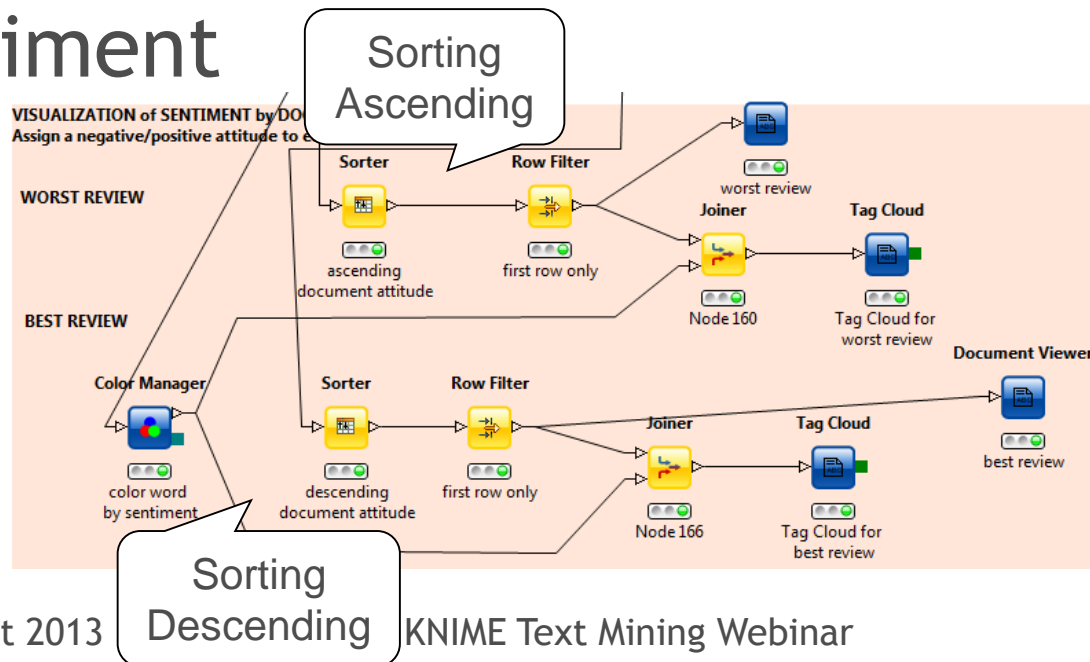 iment
Sorting
Ascending
VISUALIZATION of SENTIMENT by DO
Assign a negative/positive attitude to e
Sorter
Row Filter
WORST REVIEW
worst review
Joiner
Tag Cloud
ascending
document attitude
first row only
Node 160
Tag Cloud for
worst review
BEST REVIEW
Document Viewer
Color Manager
Sorter
Row Filter
Joiner
Tag Cloud
best review
color word
by sentiment
descending
document attitude
first row only
Node 166
Tag Cloud for
best review
Sorting
Descending
t 2013
KNIME Text Mining Webinar